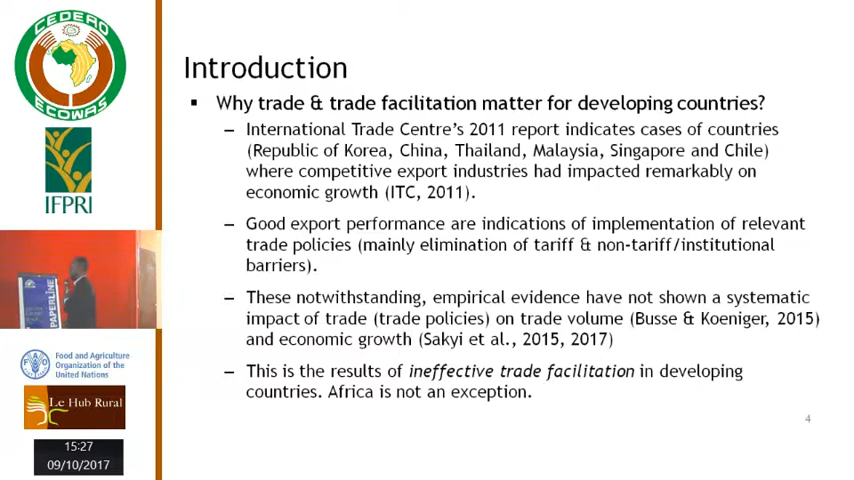 CEDEAO
ECOWAS
IFPRI
PAPERLINE
Food and Agriculture
Organization of the
United Nations
Le Hub Rural
15:27
09/10/2017
Introduction
▪ Why trade & trade facilitation matter for developing countries?
– International Trade Centre's 2011 report indicates cases of countries
(Republic of Korea, China, Thailand, Malaysia, Singapore and Chile)
where competitive export industries had impacted remarkably on
economic growth (ITC, 2011).
– Good export performance are indications of implementation of relevant
trade policies (mainly elimination of tariff & non-tariff/institutional
barriers).
– These notwithstanding, empirical evidence have not shown a systematic
impact of trade (trade policies) on trade volume (Busse & Koeniger, 2015)
and economic growth (Sakyi et al., 2015, 2017)
– This is the results of ineffective trade facilitation in developing
countries. Africa is not an exception.
4